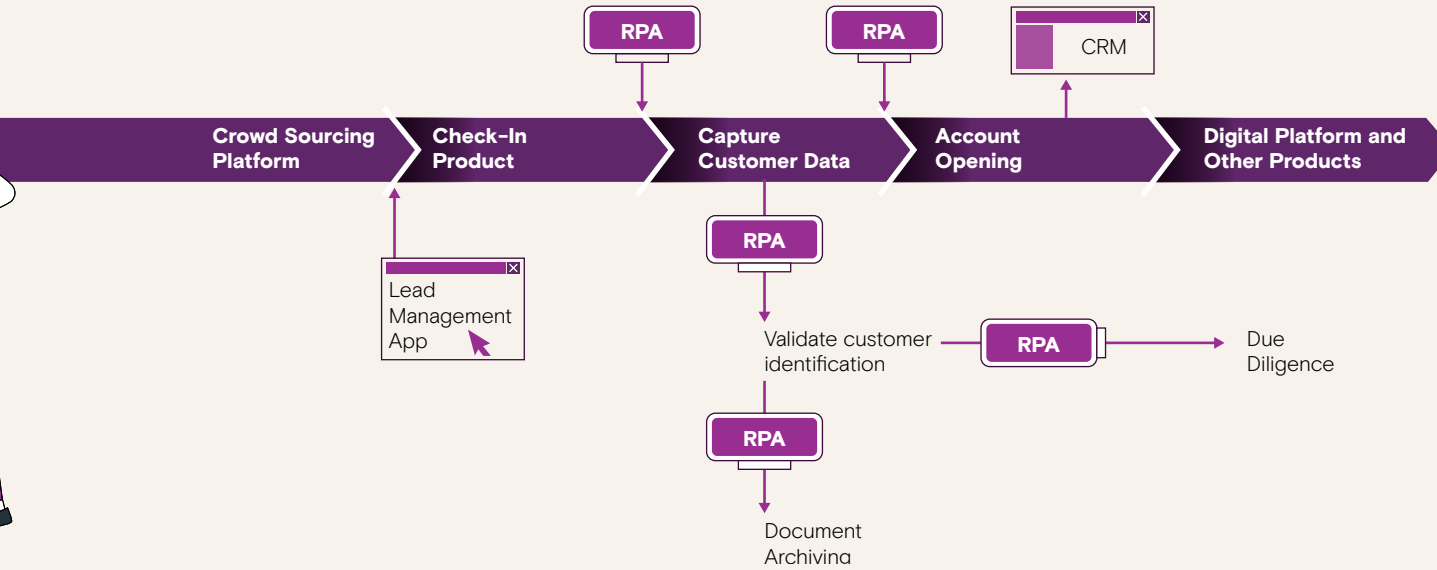 RPA
RPA
CRM
Crowd Sourcing
Platform
Check-In
Product
Capture
Customer Data
Account
Opening
Digital Platform and
Other Products
RPA
Lead
Management
App
Validate customer
identification
RPA
Due
Diligence
RPA
Document
Archiving